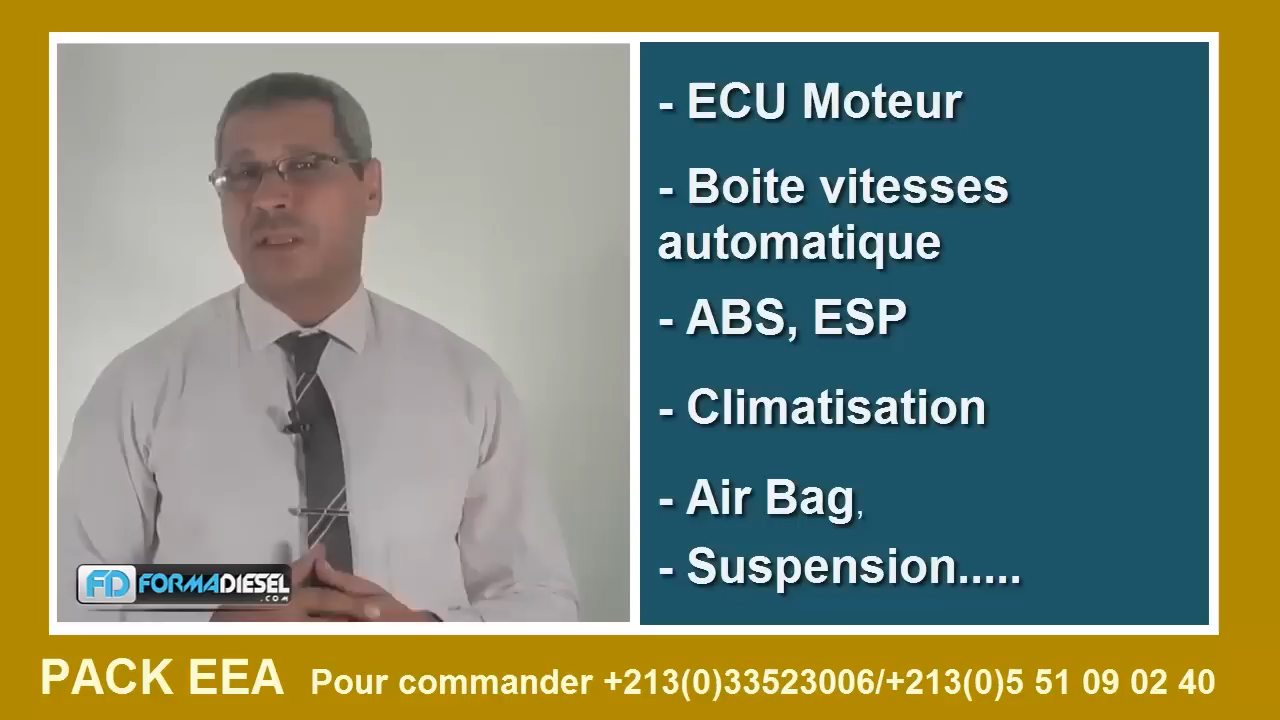 - ECU Moteur
- Boite vitesses
automatique
- ABS, ESP
- Climatisation
- Air Bag,
- Suspension.....
FD FORMADIESEL
.COM
PACK EEA Pour commander +213(0)33523006/+213(0)5 51 09 02 40